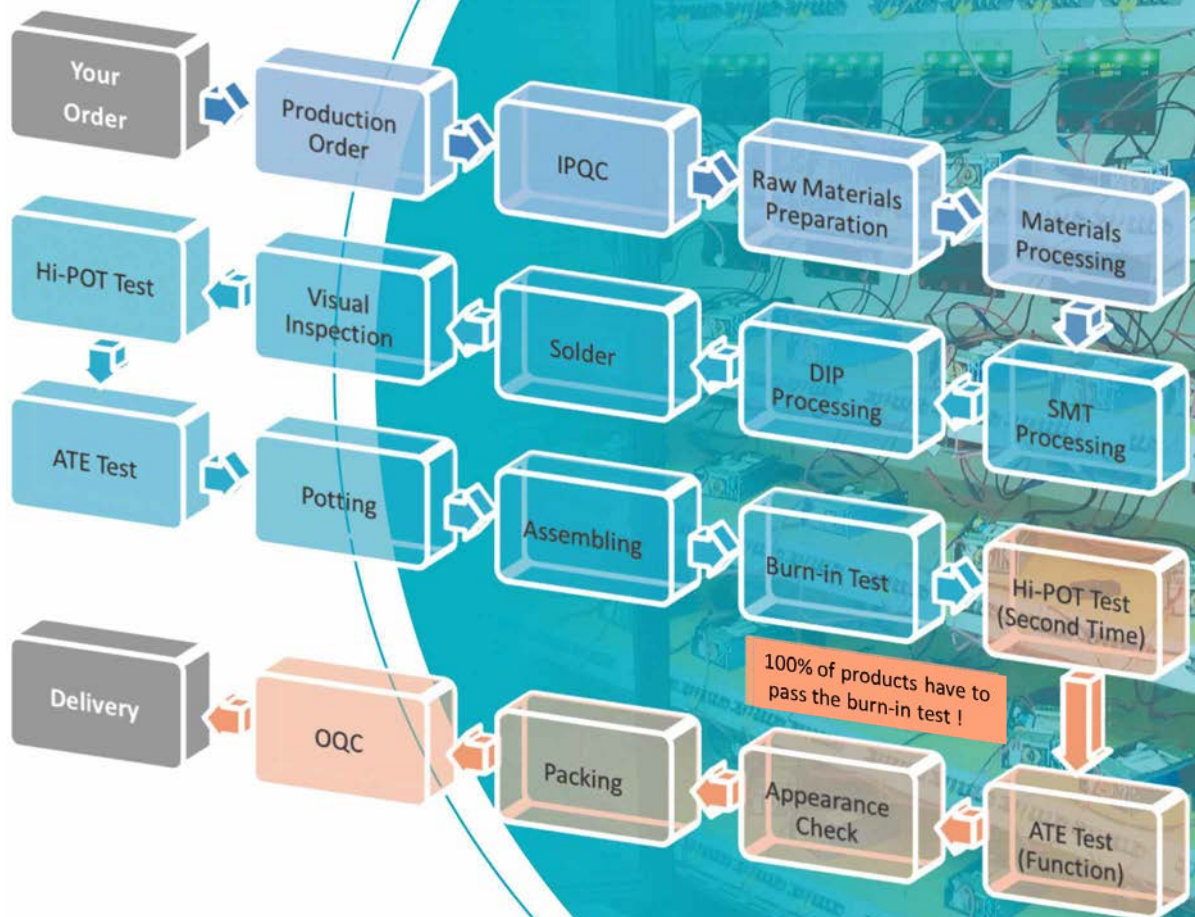 Your
Order
Production
Order
IPQC
Raw Materials
Preparation
Materials
Processing
SMT
Processing
DIP
Processing
Solder
Visual
Inspection
Hi-POT Test
ATE Test
Potting
Assembling
Burn-in Test
Hi-POT Test
(Second Time)
100% of products have to
pass the burn-in test !
ATE Test
(Function)
Appearance
Check
Packing
OQC
Delivery